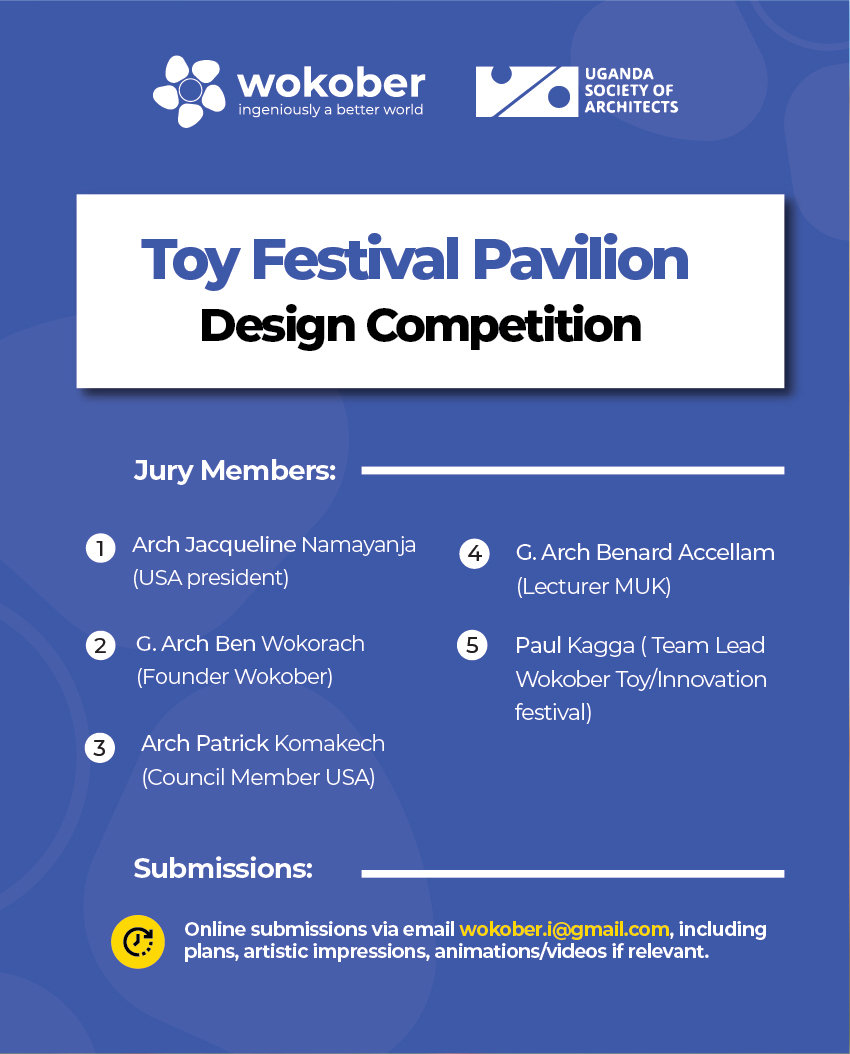 wokober
ingeniously a better world
UGANDA
SOCIETY OF
ARCHITECTS
Toy Festival Pavilion
Design Competition
Jury Members:
1 Arch Jacqueline Namayanja
(USA president)
2 G. Arch Ben Wokorach
(Founder Wokober)
3 Arch Patrick Komakech
(Council Member USA)
4 G. Arch Benard Accellam
(Lecturer MUK)
5 Paul Kagga ( Team Lead
Wokober Toy/Innovation
festival)
Submissions:
Online submissions via email wokober.i@gmail.com, including
plans, artistic impressions, animations/videos if relevant.